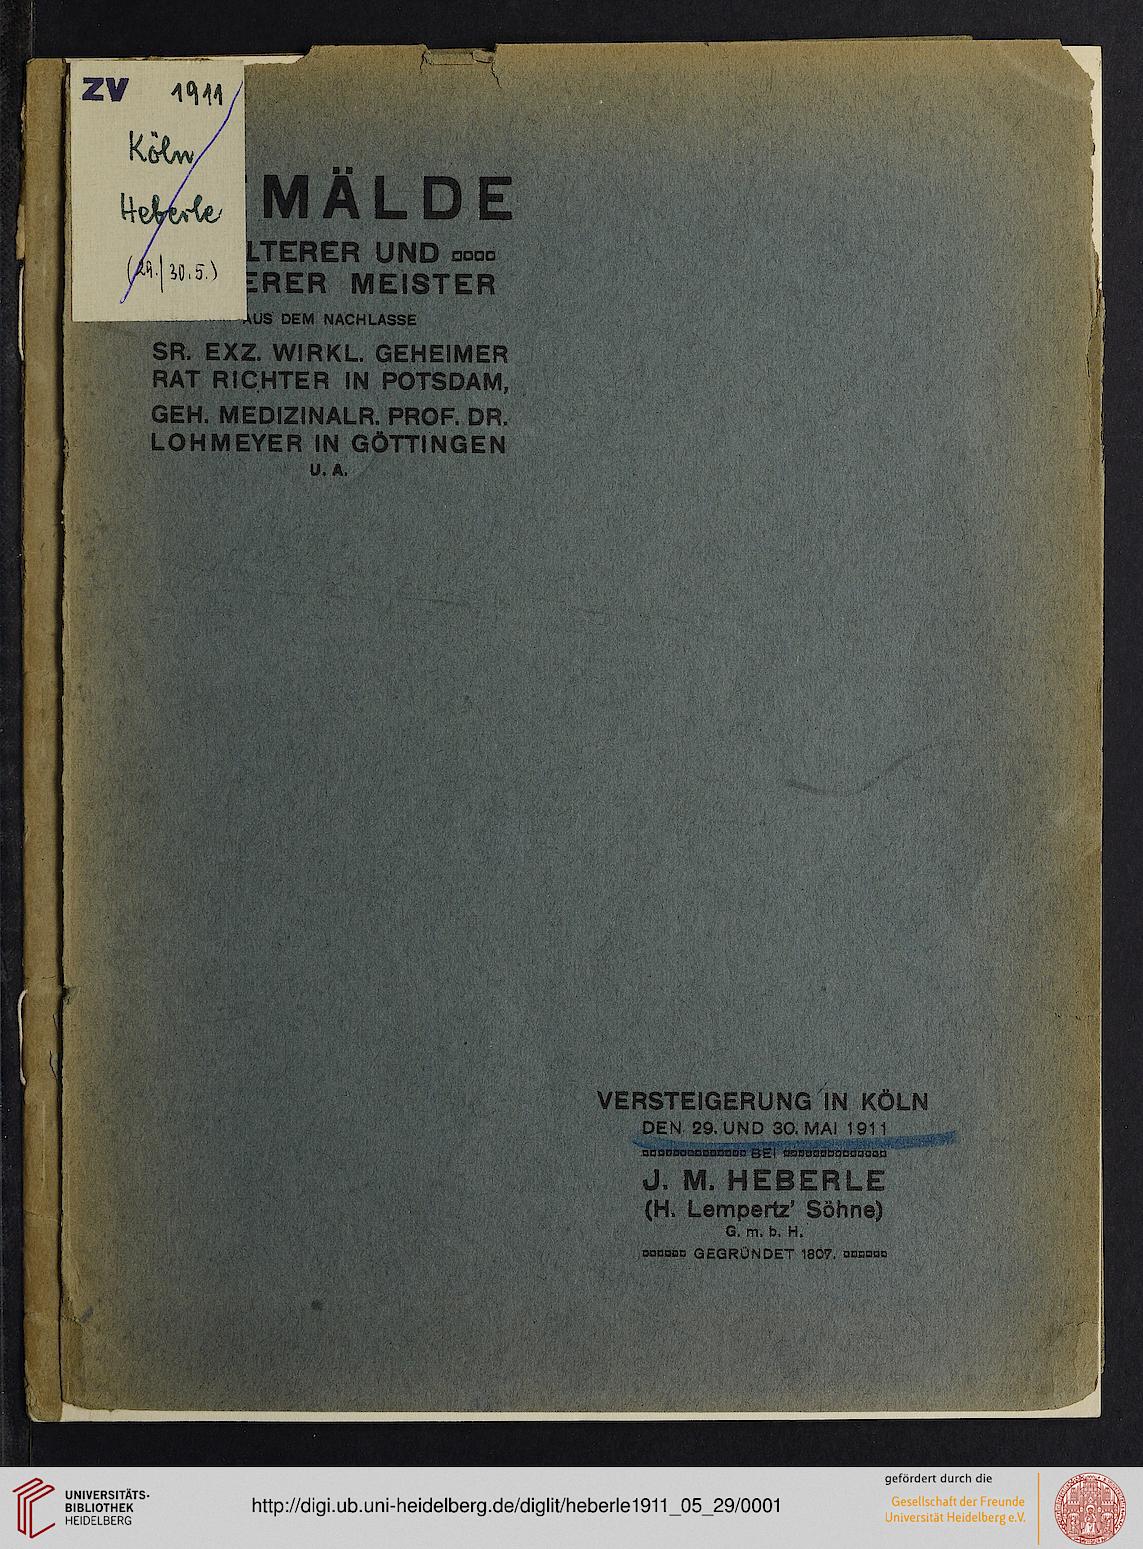 ZV 1911
Köln
Heberle
(29./30.5.)
MÄLDE
LTERER UND
ERER MEISTER
AUS DEM NACHLASSE
SR. EXZ. WIRKL. GEHEIMER
RAT RICHTER IN POTSDAM,
GEH. MEDIZINALR. PROF. DR.
LOHMEYER IN GÖTTINGEN
U. A.
VERSTEIGERUNG IN KÖLN
DEN 29. UND 30. MAI 1911
BEI
J. M. HEBERLE
(H. Lempertz' Söhne)
G. m. b. H.
GEGRÜNDET 1807.
UNIVERSITÄTS-
BIBLIOTHEK
HEIDELBERG
http://digi.ub.uni-heidelberg.de/diglit/heberle1911_05_29/0001
gefördert durch die
Gesellschaft der Freunde
Universität Heidelberg e.V.